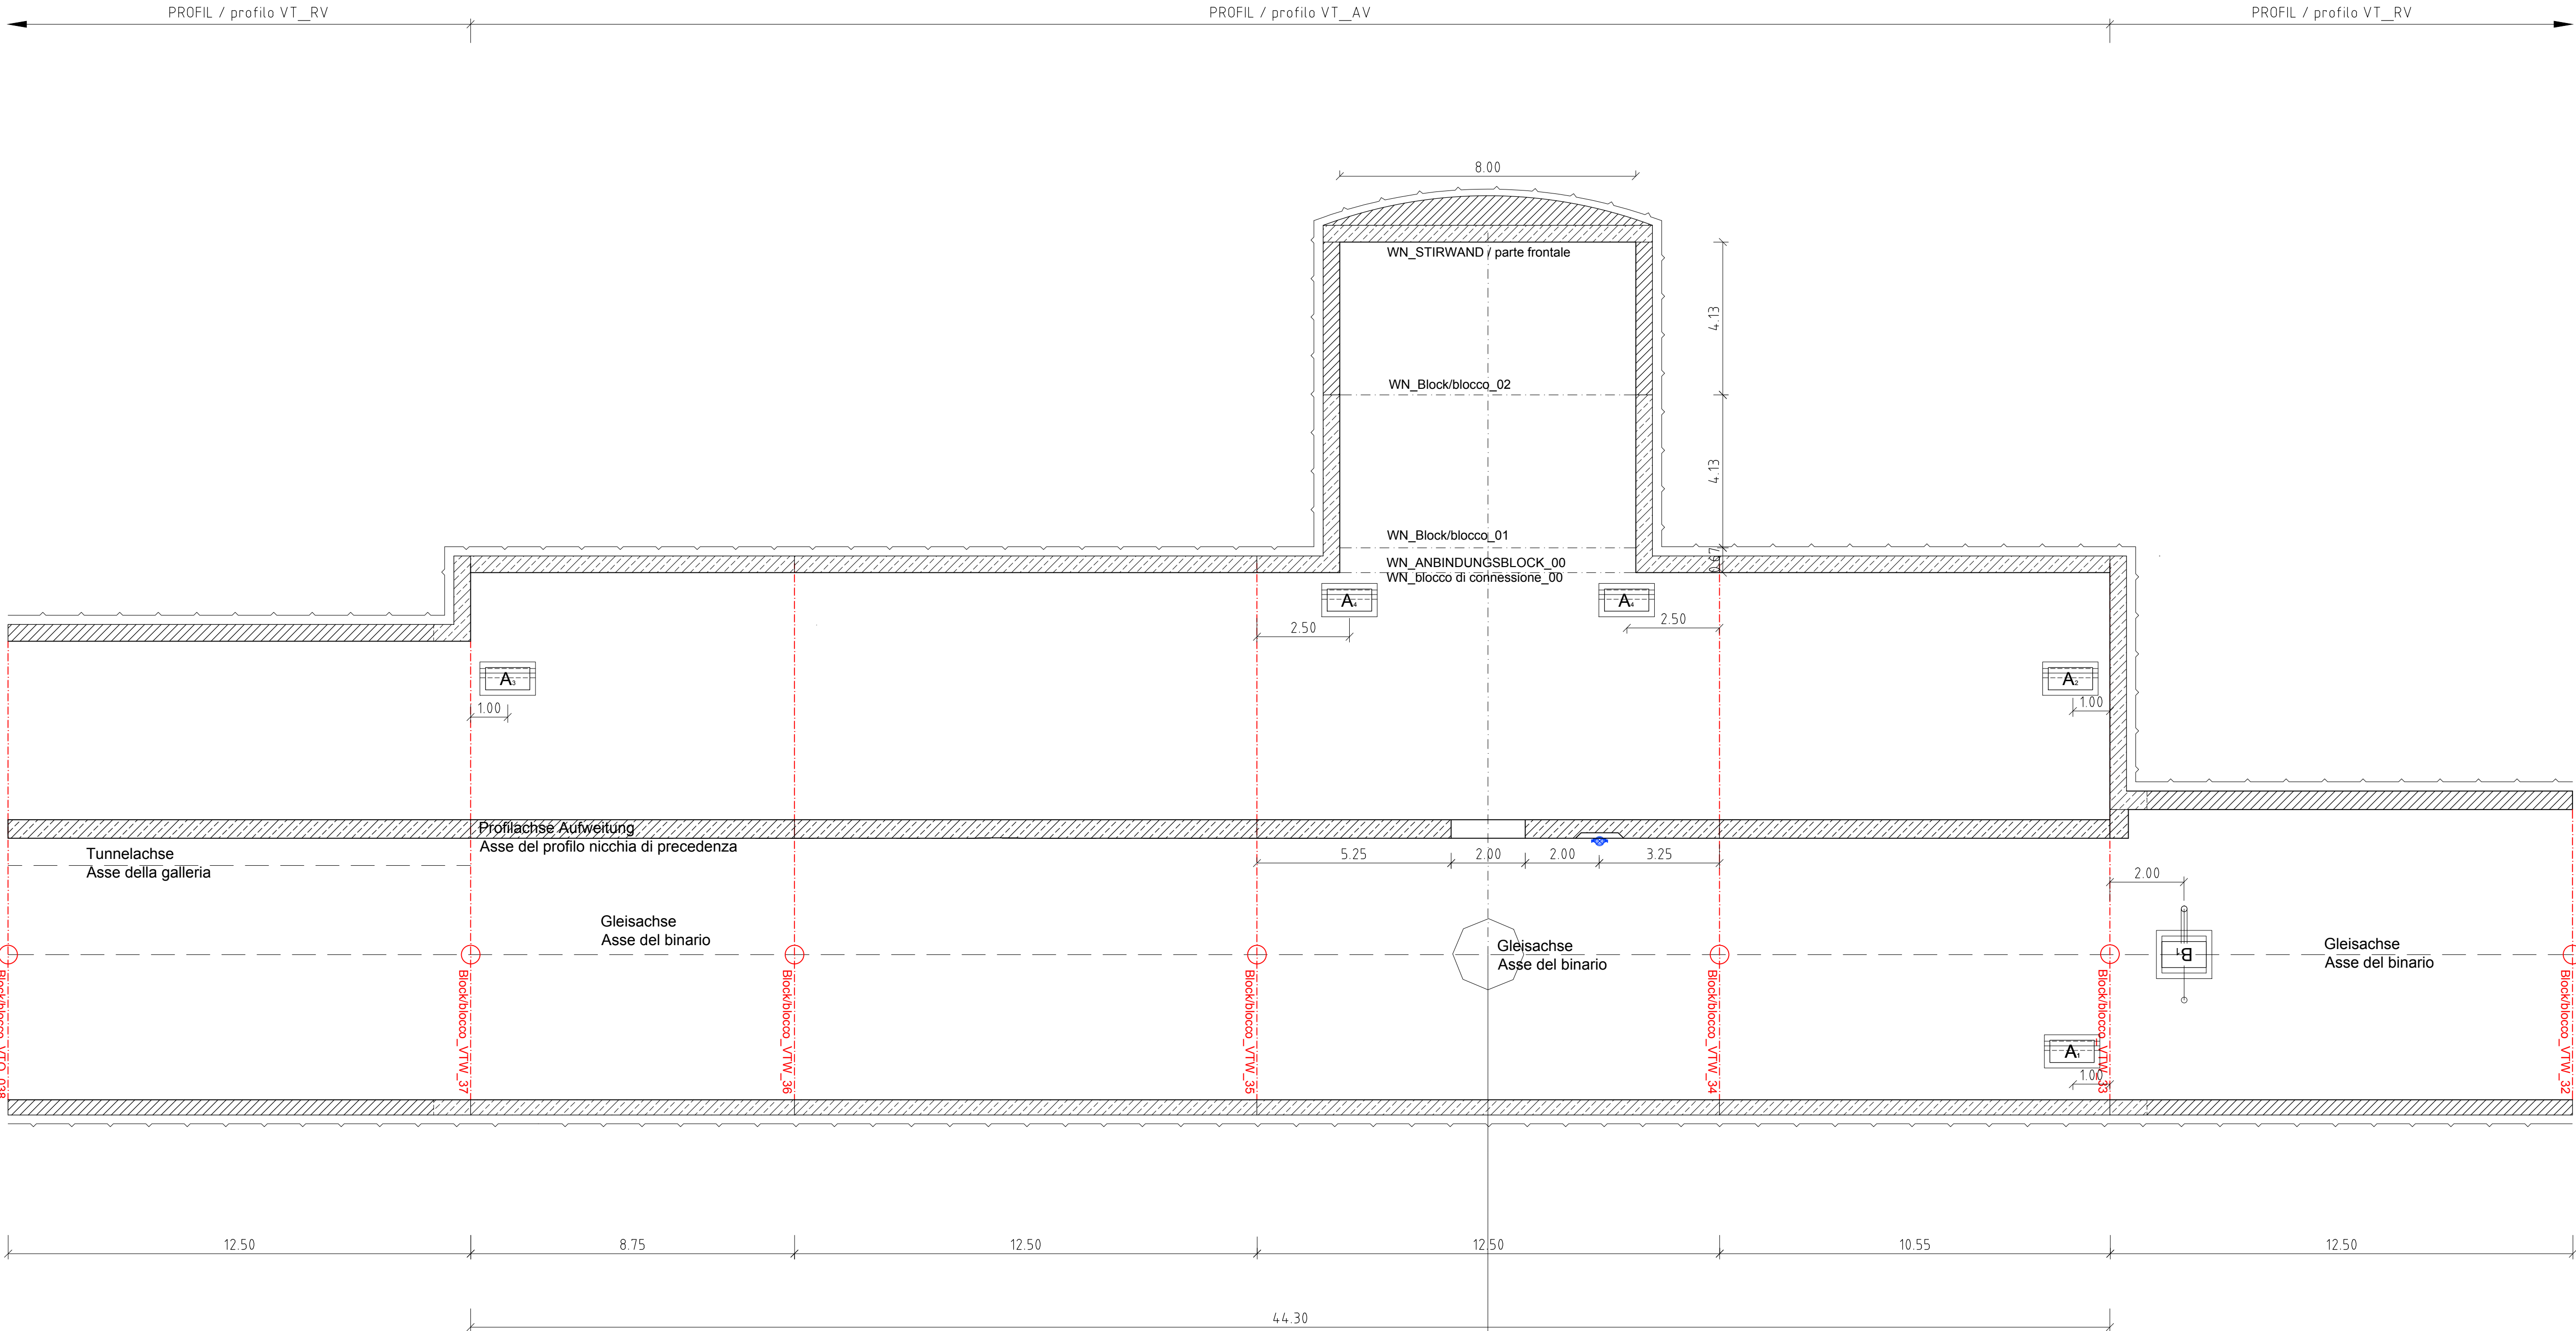 PROFIL / profilo VT__RV
PROFIL / profilo VT__AV
PROFIL / profilo VT__RV
8.00
WN_STIRWAND / parte frontale
4.13
WN_Block/blocco_02
4.13
WN_Block/blocco_01
WN_ANBINDUNGSBLOCK_00
WN_blocco di connessione_00
0.67
A4
A4
2.50
2.50
A3
A2
1.00
1.00
Profilachse Aufweitung
Asse del profilo nicchia di precedenza
Tunnelachse
Asse della galleria
5.25
2.00
2.00
3.25
2.00
Gleisachse
Asse del binario
Gleisachse
Asse del binario
Gleisachse
Asse del binario
B1
Block/blocco_VTW_37
Block/blocco_VTW_36
Block/blocco_VTW_35
Block/blocco_VTW_34
Block/blocco_VTW_33
Block/blocco_VTW_32
A1
1.00
12.50
8.75
12.50
12.50
10.55
12.50
44.30